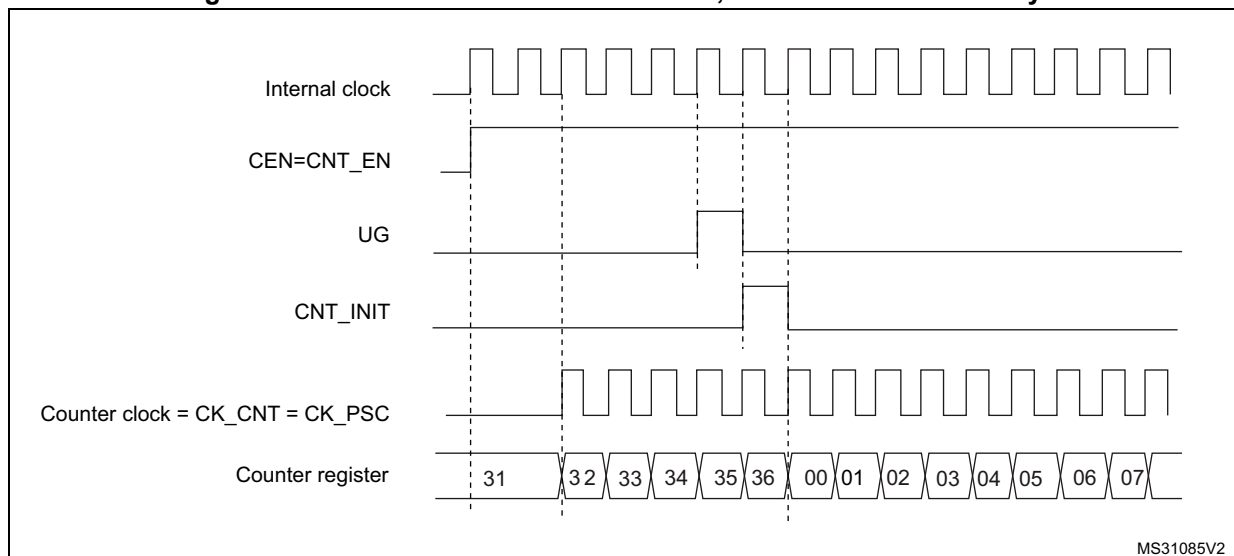 Internal clock
CEN=CNT_EN
UG
CNT_INIT
Counter clock = CK_CNT = CK_PSC
Counter register 31 32 33 34 35 36 00 01 02 03 04 05 06 07
MS31085V2